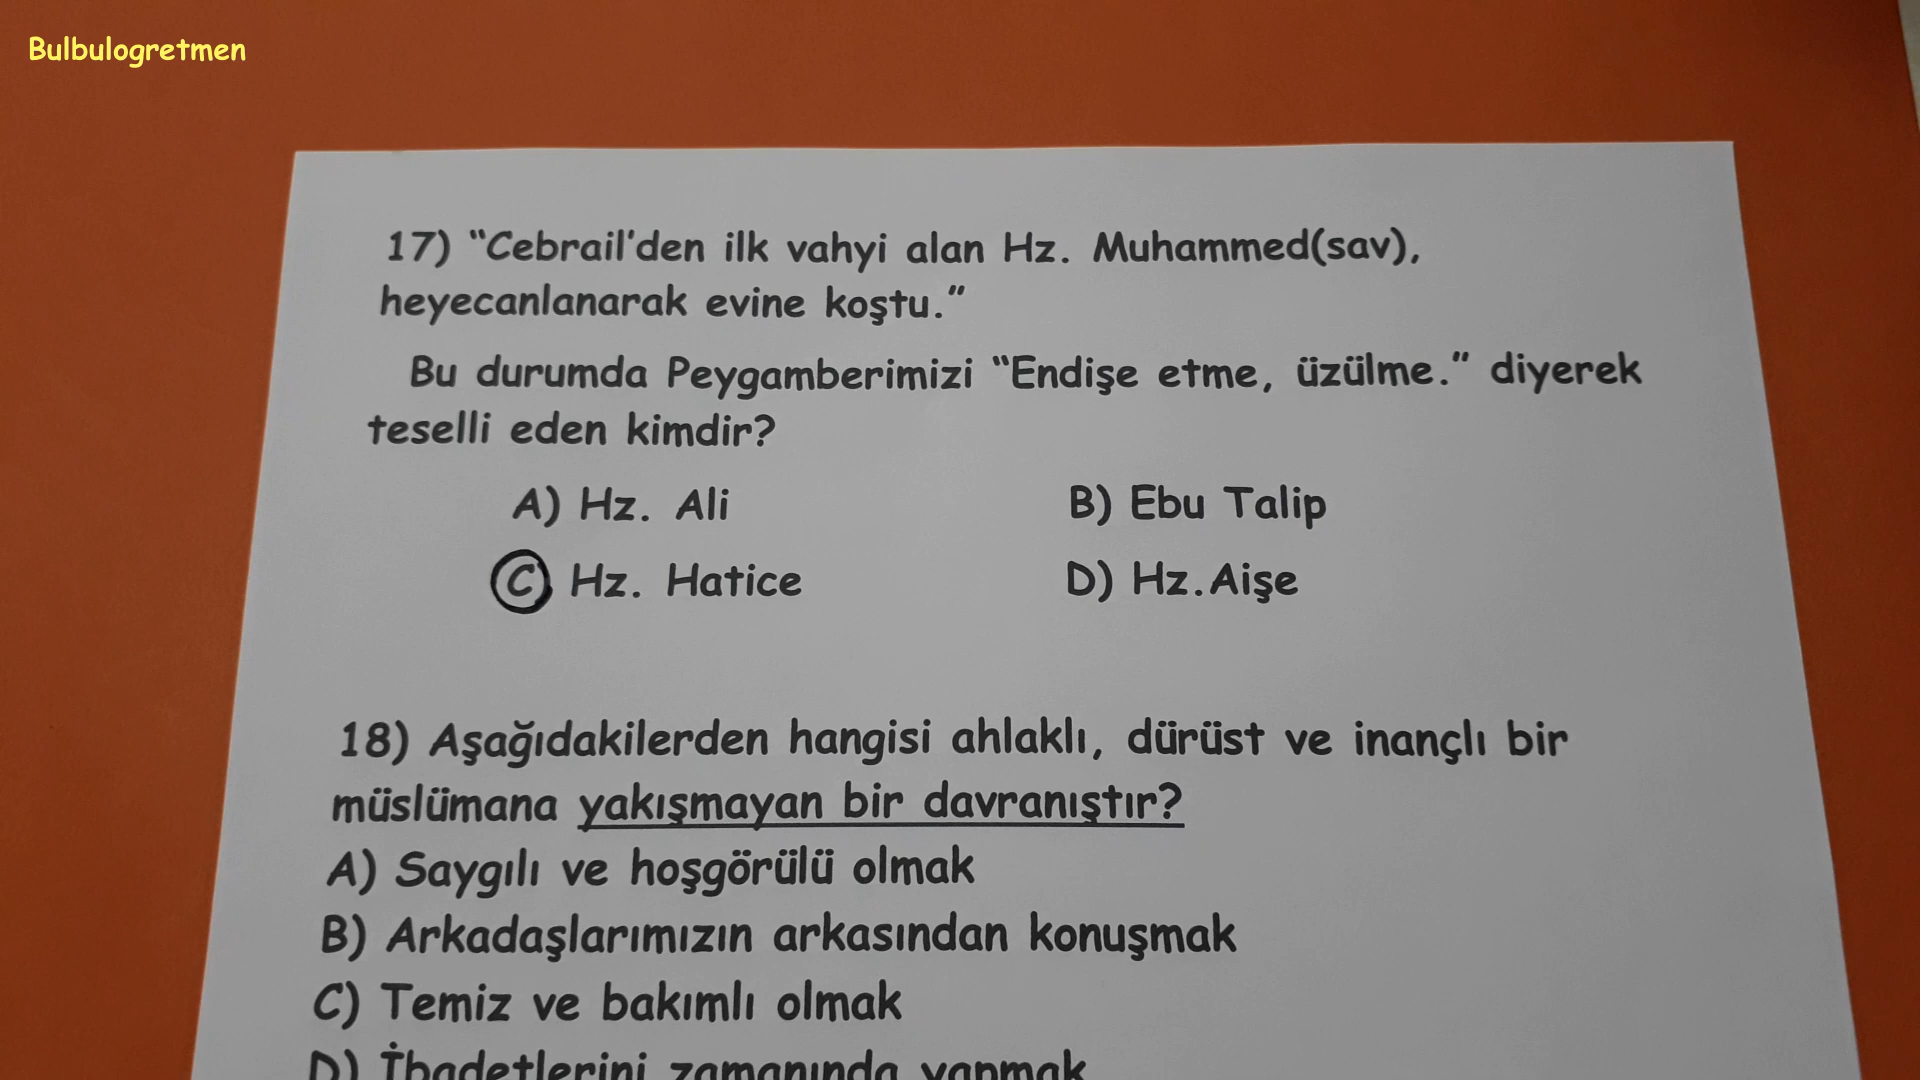 Bulbulogretmen
17) “Cebrail’den ilk vahyi alan Hz. Muhammed(sav),
heyecanlanarak evine koştu.”
Bu durumda Peygamberimizi “Endişe etme, üzülme.” diyerek
teselli eden kimdir?
A) Hz. Ali B) Ebu Talip
C) Hz. Hatice D) Hz.Aişe
18) Aşağıdakilerden hangisi ahlaklı, dürüst ve inançlı bir
müslümana yakışmayan bir davranıştır?
A) Saygılı ve hoşgörülü olmak
B) Arkadaşlarımızın arkasından konuşmak
C) Temiz ve bakımlı olmak
D) İbadetlerini zamanında yapmak